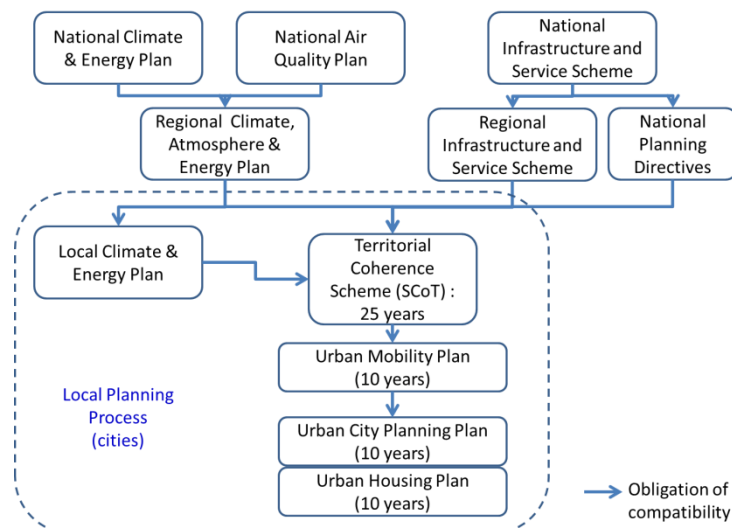 National Climate
& Energy Plan
National Air
Quality Plan
National
Infrastructure and
Service Scheme
Regional Climate,
Atmosphere &
Energy Plan
Regional
Infrastructure and
Service Scheme
National
Planning
Directives
Local Climate &
Energy Plan
Territorial
Coherence
Scheme (SCoT) :
25 years
Urban Mobility Plan
(10 years)
Local Planning
Process
(cities)
Urban City Planning Plan
(10 years)
Urban Housing Plan
(10 years)
Obligation of
compatibility